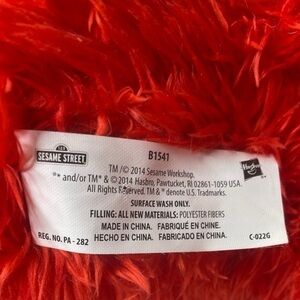 123
SESAME STREET
B1541
Hasbro
TM/© 2014 Sesame Workshop.
®* and/or TM* & © 2014 Hasbro, Pawtucket, RI 02861-1059 USA.
All Rights Reserved. TM & ® denote U.S. Trademarks.
SURFACE WASH ONLY.
FILLING: ALL NEW MATERIALS: POLYESTER FIBERS
MADE IN CHINA. FABRIQUÉ EN CHINE.
REG. NO. PA - 282 HECHO EN CHINA. FABRICADO EN CHINA. C-022G